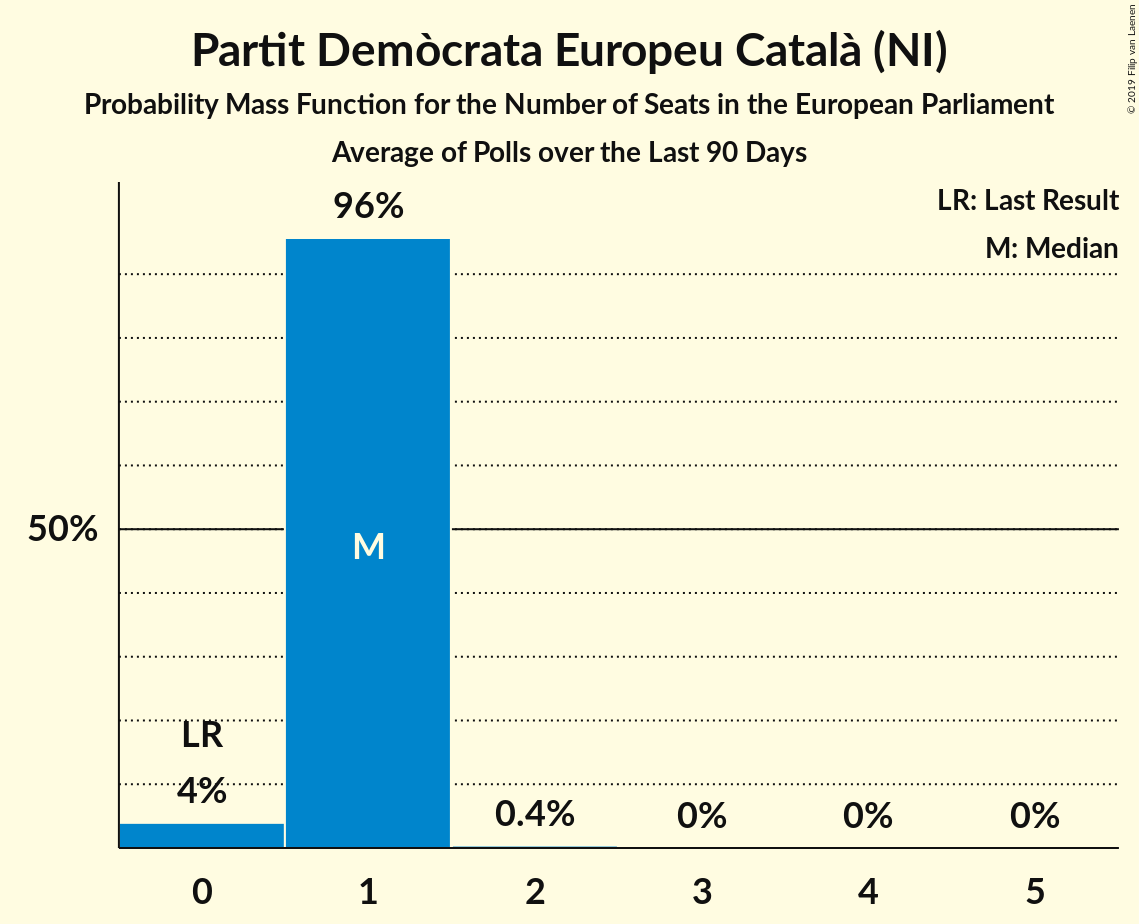 Partit Demòcrata Europeu Català (NI)
Probability Mass Function for the Number of Seats in the European Parliament
Average of Polls over the Last 90 Days
© 2019 Filip van Laenen
LR: Last Result
M: Median
96%
50%
M
LR
4%
0.4%
0%
0%
0%
0 1 2 3 4 5